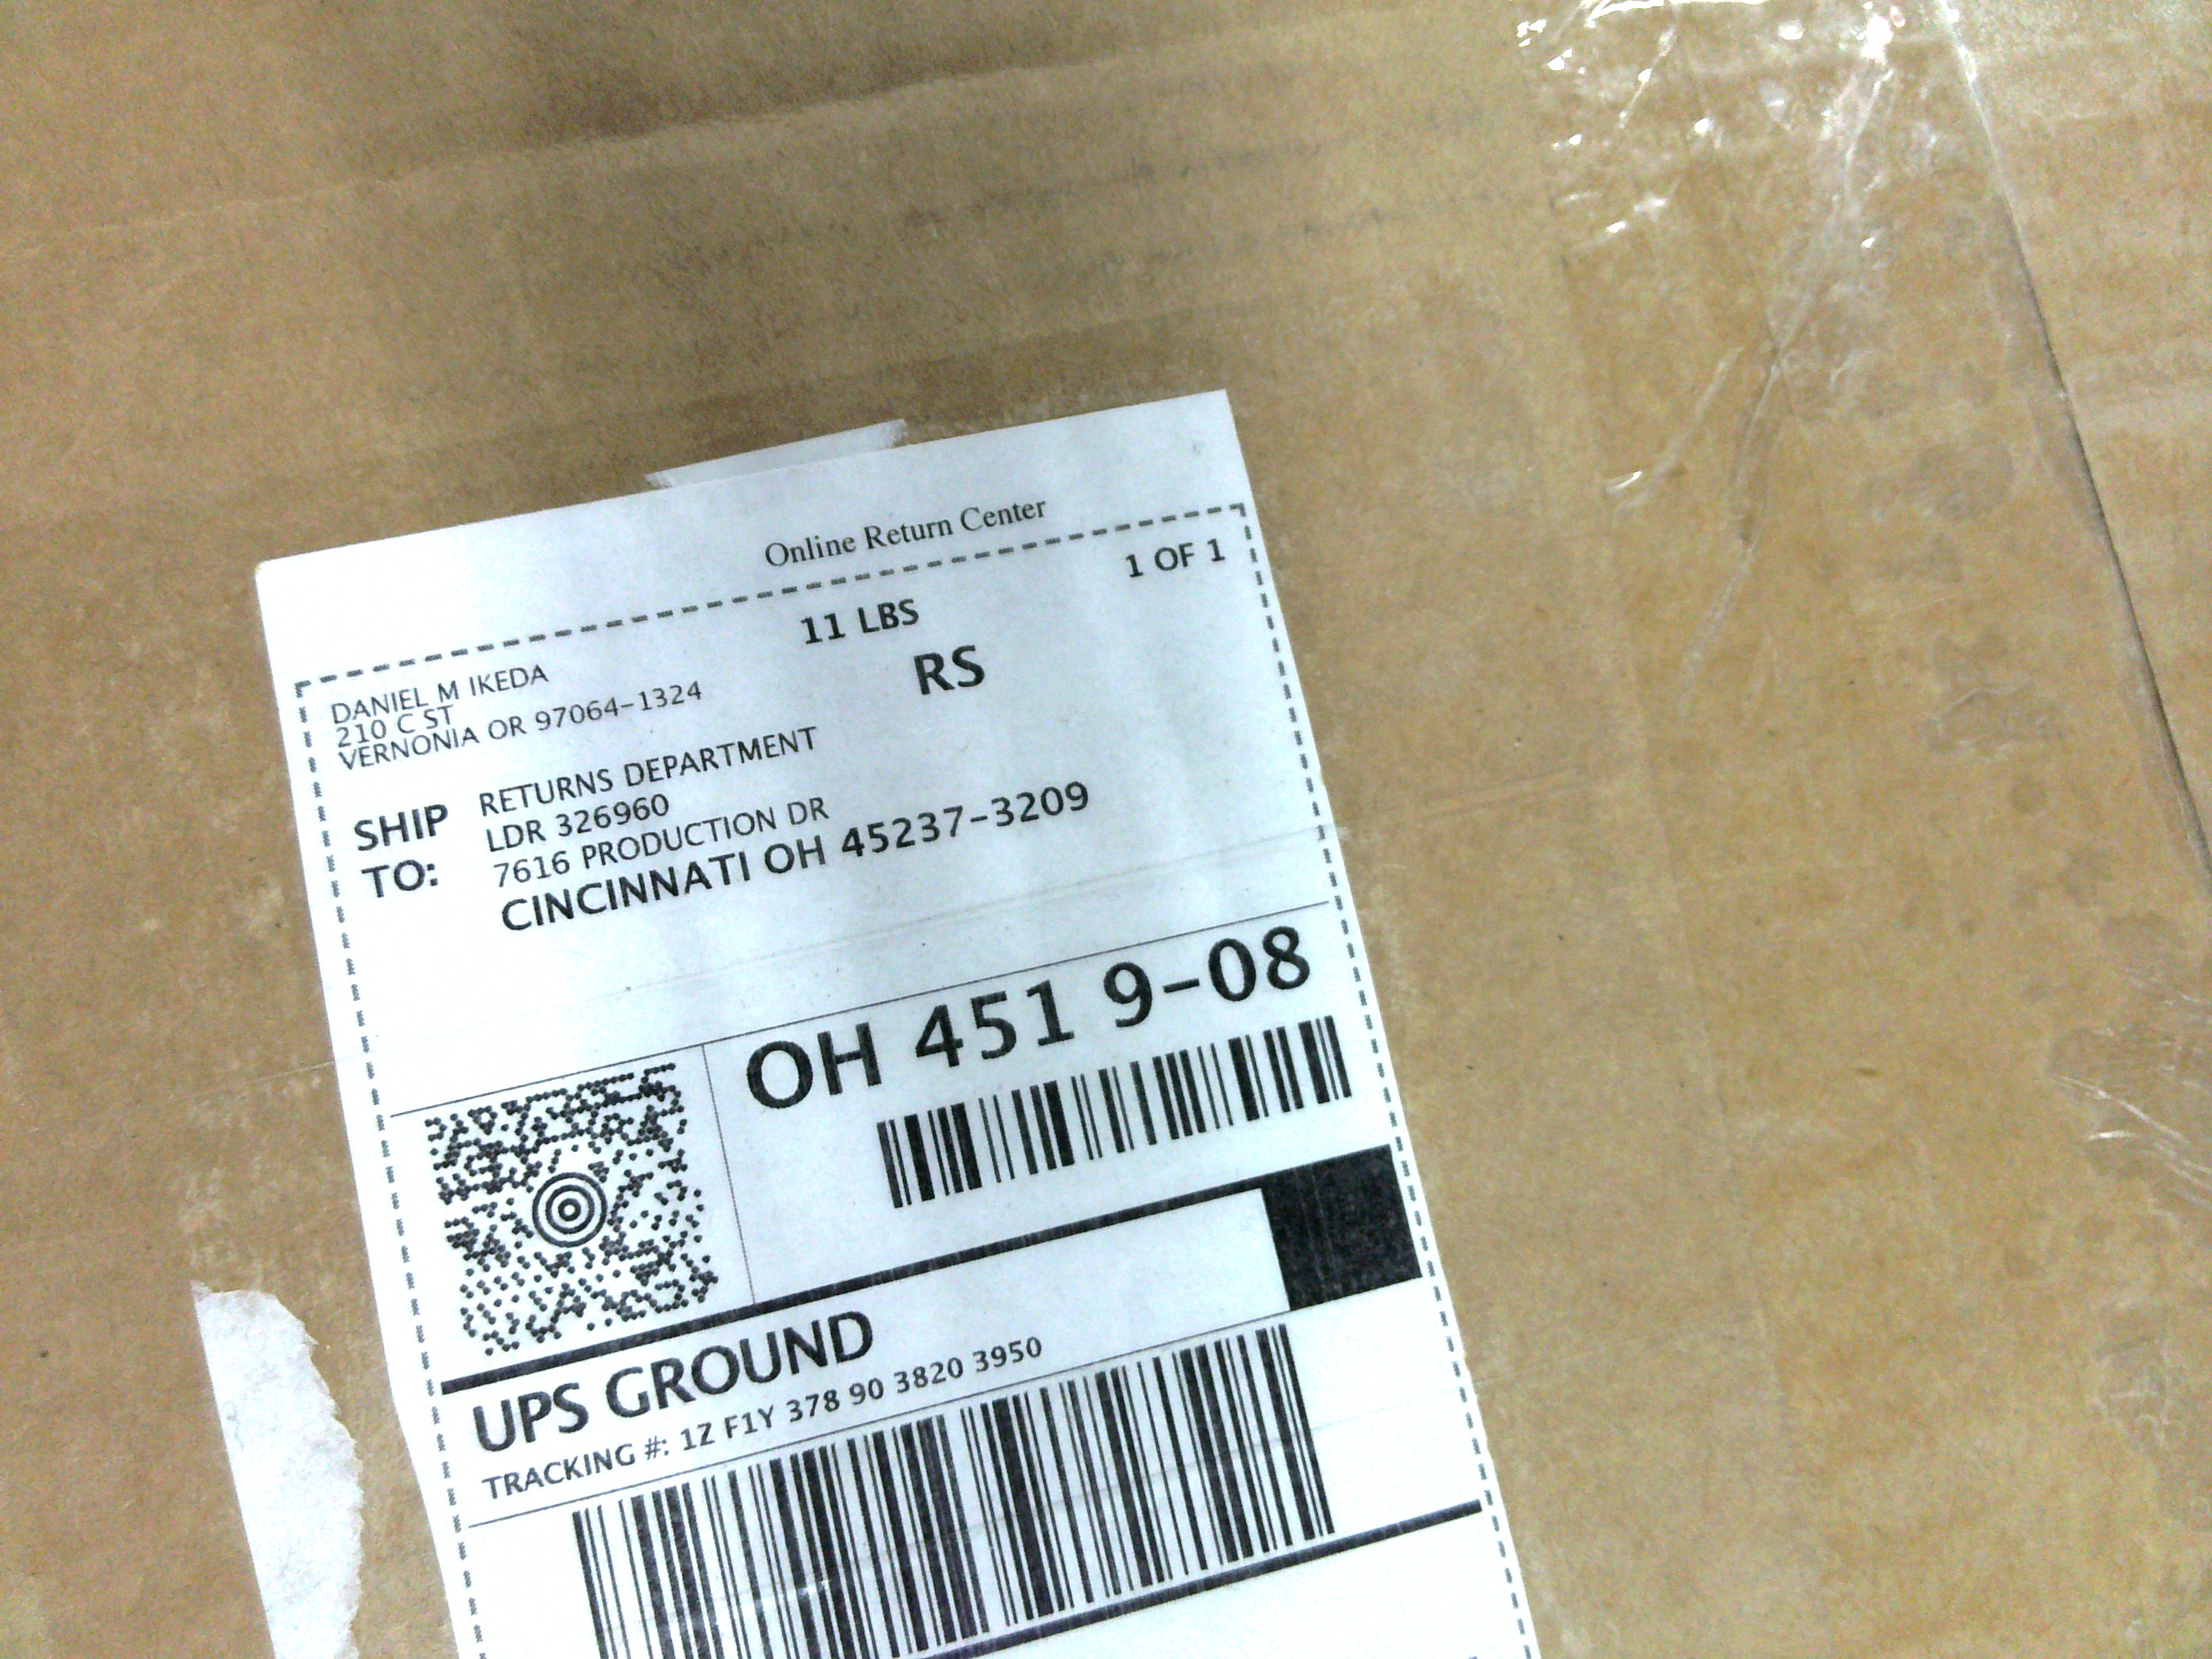 Online Return Center
1 OF 1
11 LBS
RS
DANIEL M IKEDA
210 C ST
VERNONIA OR 97064-1324
SHIP TO:
RETURNS DEPARTMENT
LDR 326960
7616 PRODUCTION DR
CINCINNATI OH 45237-3209
OH 451 9-08
UPS GROUND
TRACKING #: 1Z F1Y 378 90 3820 3950